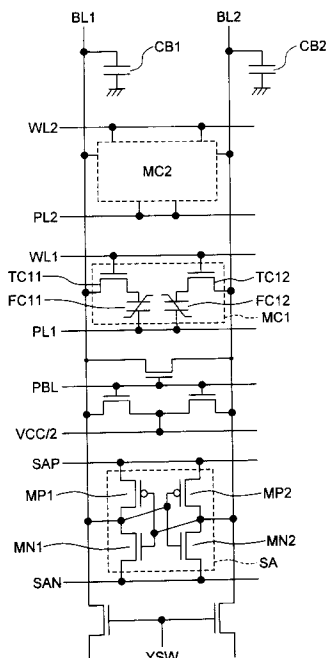 BL1 BL2
CB1 CB2
WL2
MC2
PL2
WL1
TC11 TC12
FC11 FC12
MC1
PL1
PBL
VCC/2
SAP
MP1 MP2
MN1 MN2
SA
SAN
YSW